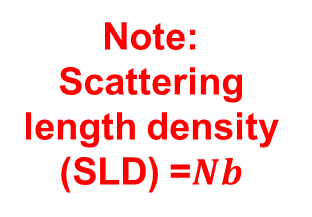 Note:
Scattering
length density
(SLD) =𝑵𝒃